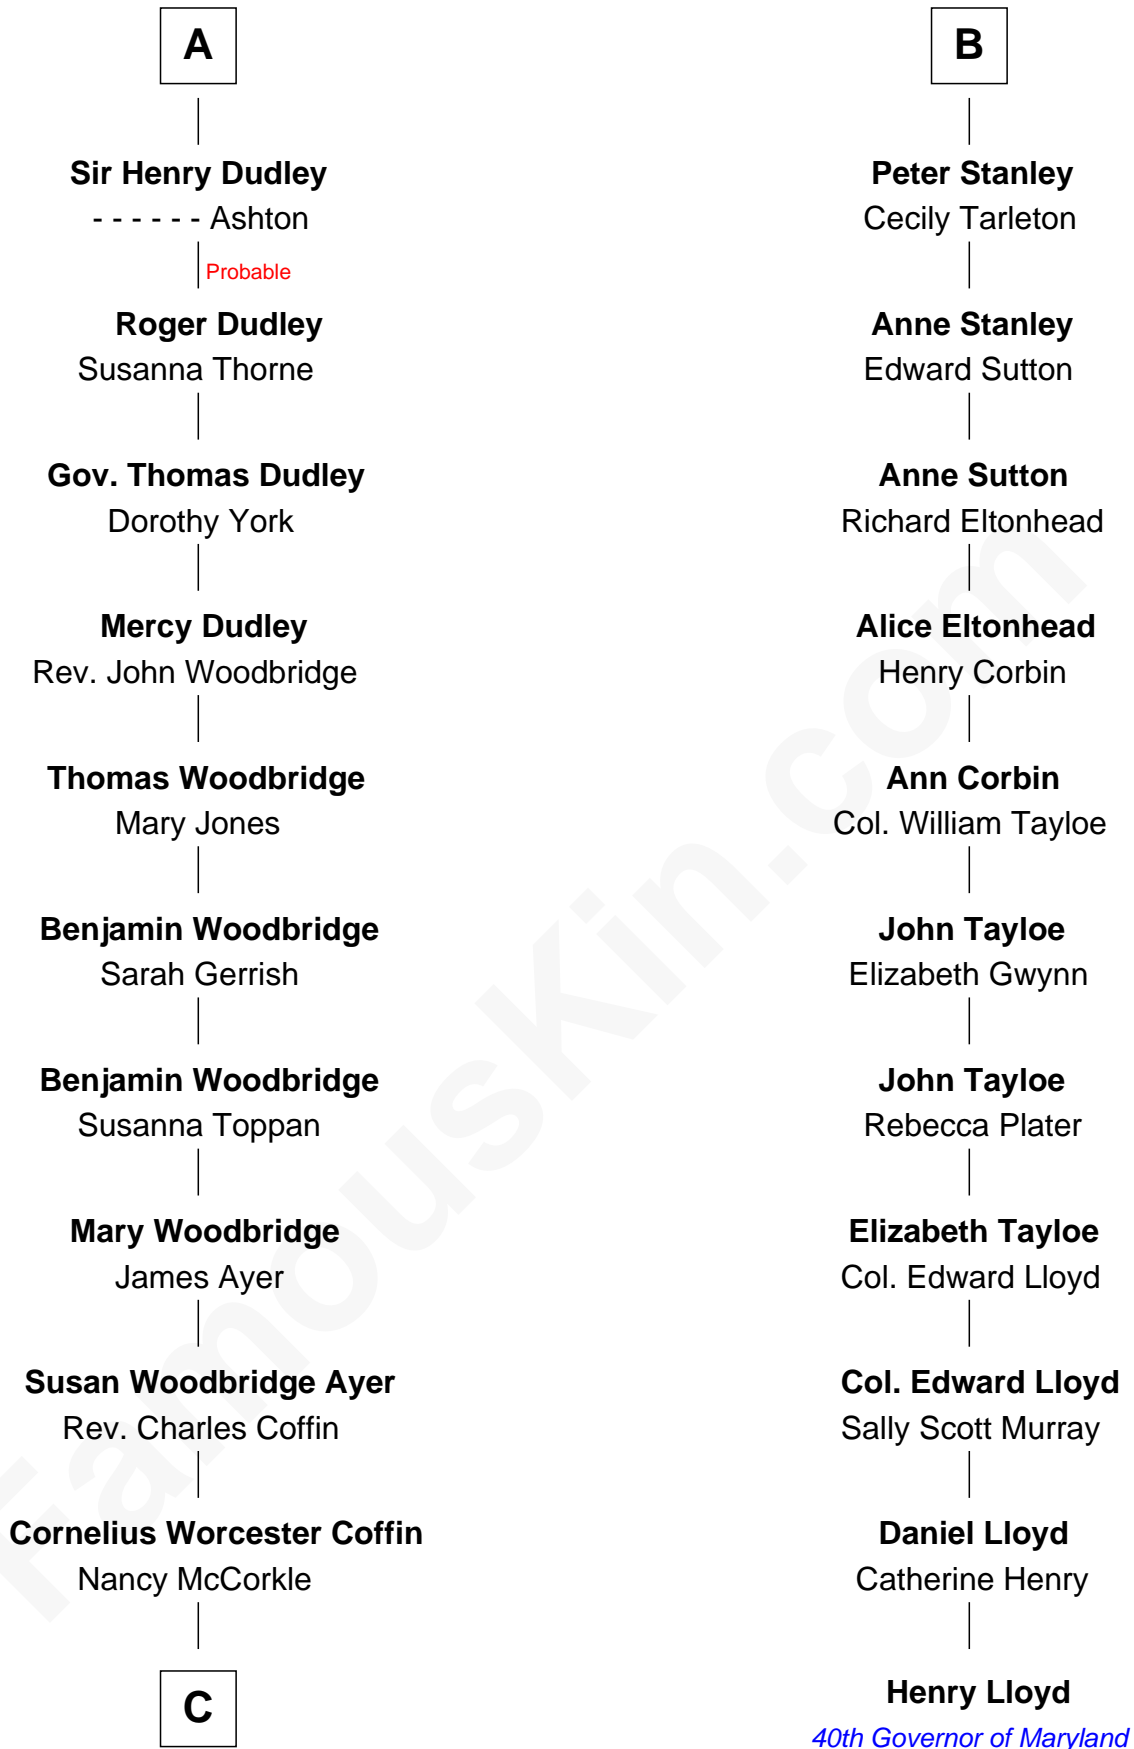 A
Sir Henry Dudley
- - - - - - Ashton
Probable
Roger Dudley
Susanna Thorne
Gov. Thomas Dudley
Dorothy York
Mercy Dudley
Rev. John Woodbridge
Thomas Woodbridge
Mary Jones
Benjamin Woodbridge
Sarah Gerrish
Benjamin Woodbridge
Susanna Toppan
Mary Woodbridge
James Ayer
Susan Woodbridge Ayer
Rev. Charles Coffin
Cornelius Worcester Coffin
Nancy McCorkle
C
B
Peter Stanley
Cecily Tarleton
Anne Stanley
Edward Sutton
Anne Sutton
Richard Eltonhead
Alice Eltonhead
Henry Corbin
Ann Corbin
Col. William Tayloe
John Tayloe
Elizabeth Gwynn
John Tayloe
Rebecca Plater
Elizabeth Tayloe
Col. Edward Lloyd
Col. Edward Lloyd
Sally Scott Murray
Daniel Lloyd
Catherine Henry
Henry Lloyd
40th Governor of Maryland
FamousKin.com